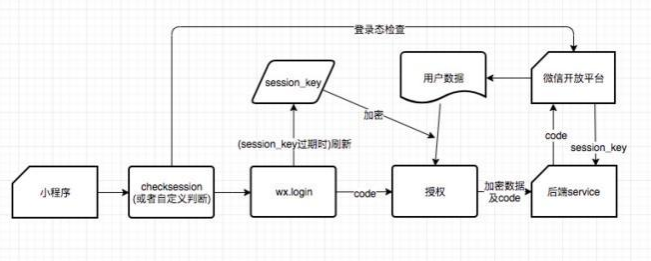 登录态检查
session_key
用户数据
微信开放平台
加密
(session_key过期时)刷新
code
session_key
小程序
checksession
(或者自定义判断)
wx.login
code
授权
加密数据
及code
后端service